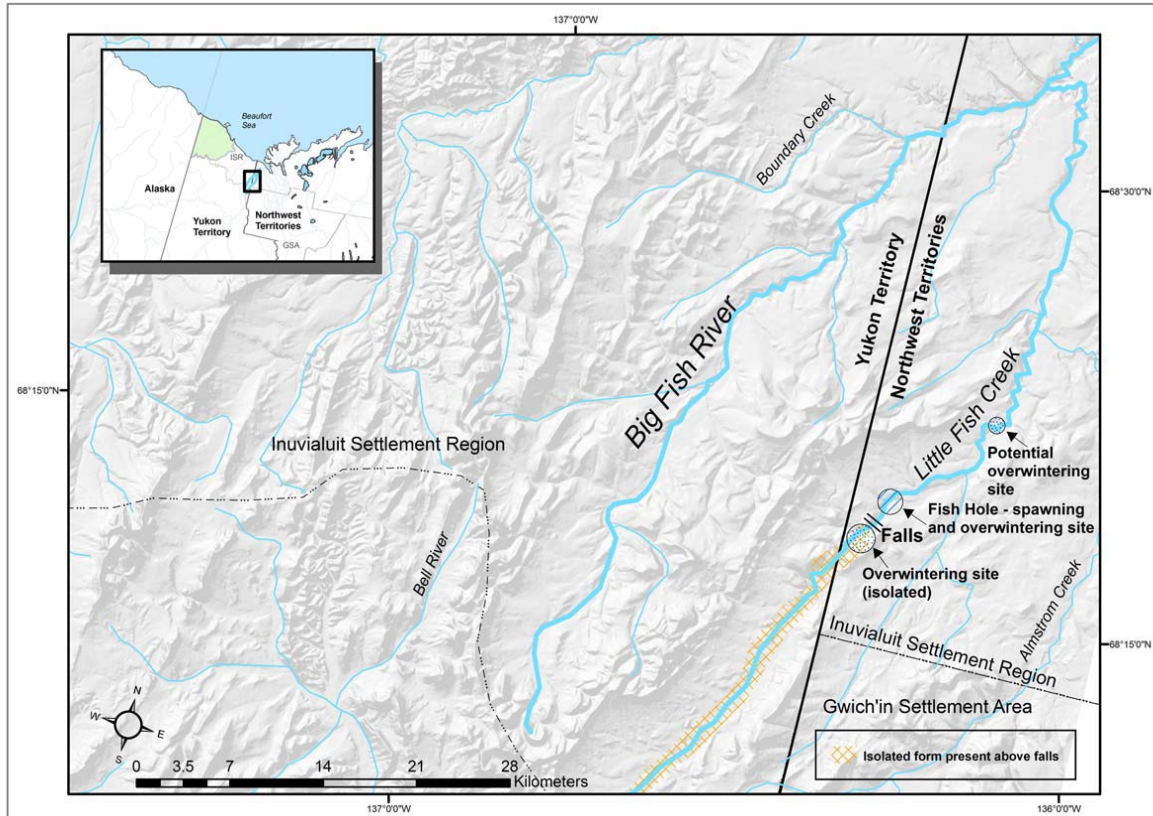 137°0'0"W
Beaufort
Sea
ISR
Alaska
Yukon
Territory
Northwest
Territories
GSA
Boundary Creek
68°30'0"N
Yukon Territory
Northwest Territories
Big Fish River
68°15'0"N
Little Fish Creek
Inuvialuit Settlement Region
Potential
overwintering
site
Fish Hole - spawning
and overwintering site
Falls
Overwintering site
(isolated)
Bell River
Almstrom Creek
Inuvialuit Settlement Region
68°15'0"N
Gwich'in Settlement Area
N
W
E
S
Isolated form present above falls
0 3.5 7 14 21 28
Kilometers
137°0'0"W
136°0'0"W